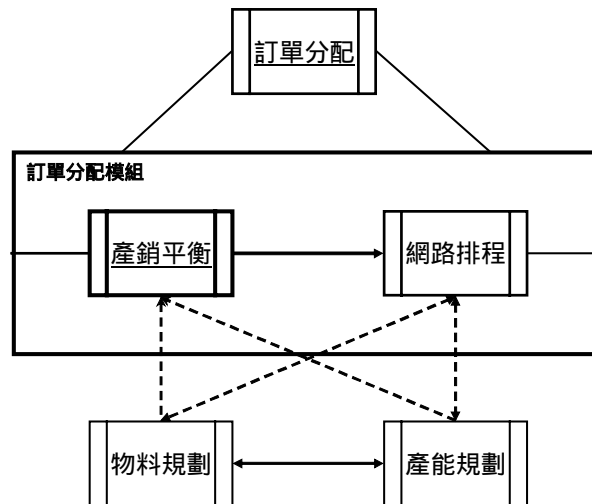 訂單分配
訂單分配模組
產銷平衡
網路排程
物料規劃
產能規劃